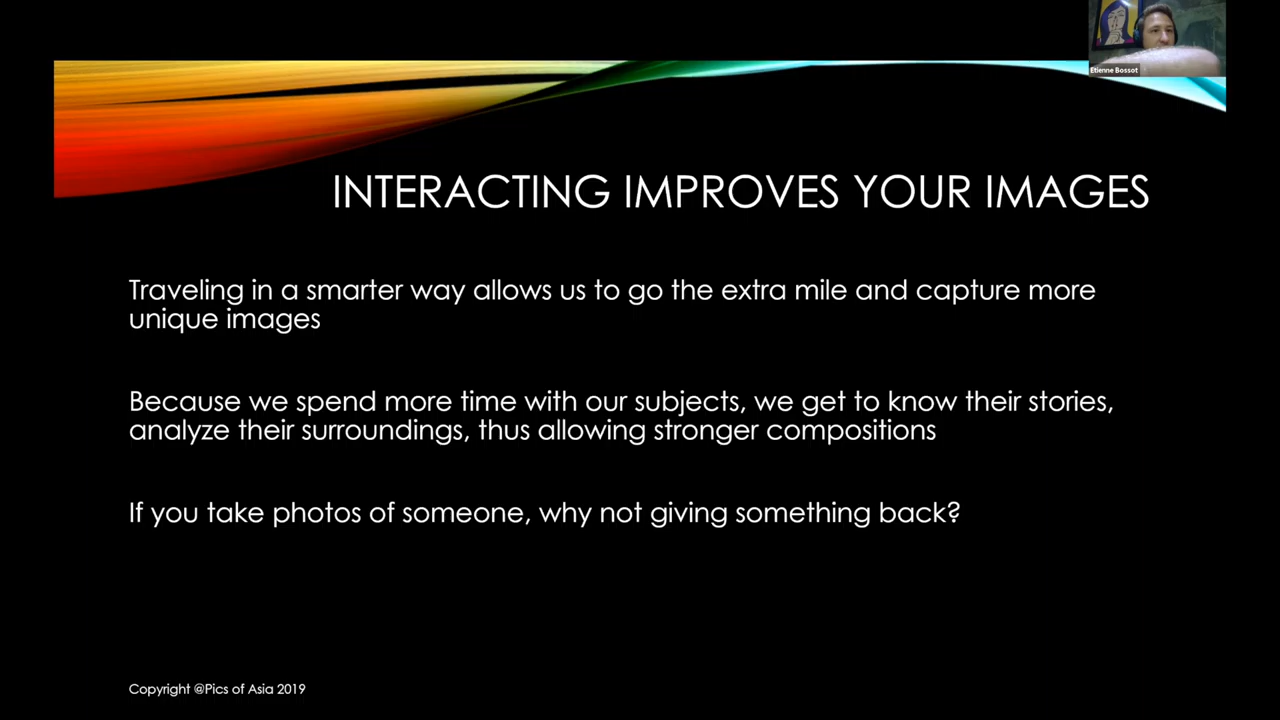 Etienne Bossot
INTERACTING IMPROVES YOUR IMAGES
Traveling in a smarter way allows us to go the extra mile and capture more
unique images
Because we spend more time with our subjects, we get to know their stories,
analyze their surroundings, thus allowing stronger compositions
If you take photos of someone, why not giving something back?
Copyright @Pics of Asia 2019